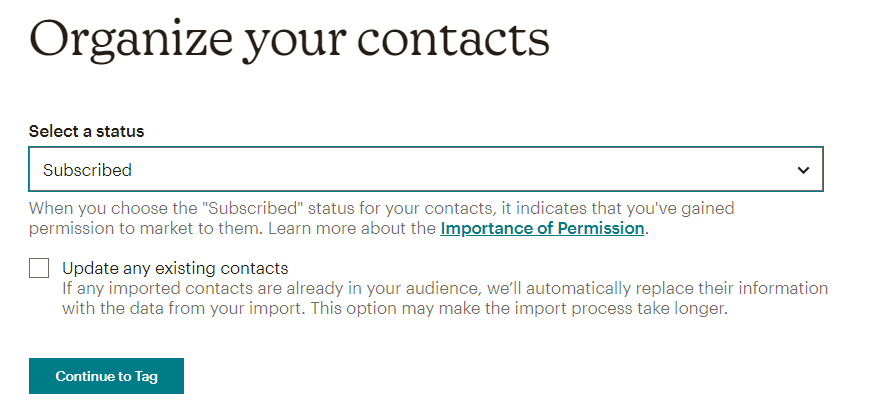 Organize your contacts
Select a status
Subscribed
When you choose the "Subscribed" status for your contacts, it indicates that you've gained
permission to market to them. Learn more about the Importance of Permission.
Update any existing contacts
If any imported contacts are already in your audience, we’ll automatically replace their information
with the data from your import. This option may make the import process take longer.
Continue to Tag